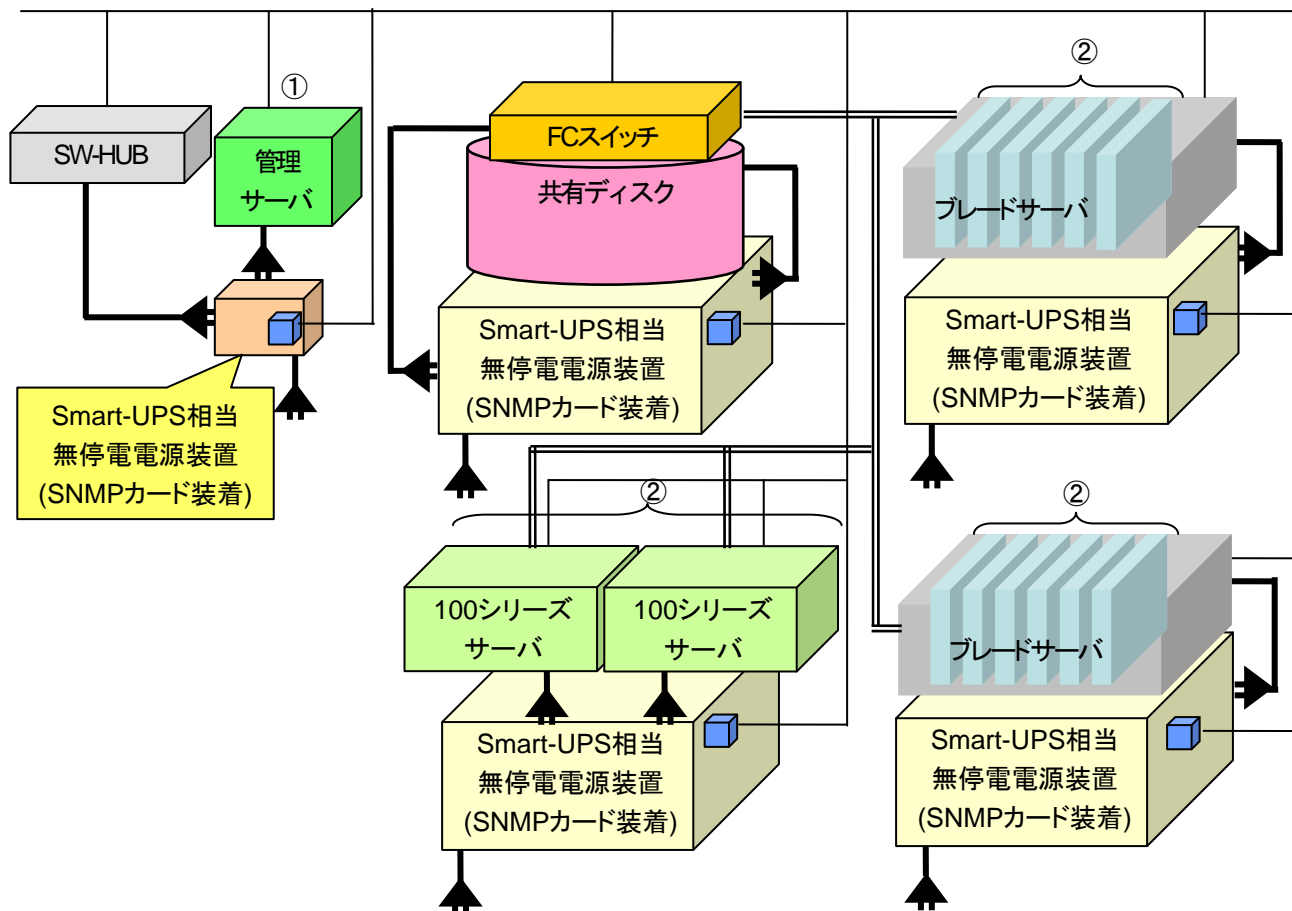 ①
SW-HUB
管理
サーバ
Smart-UPS相当
無停電電源装置
(SNMPカード装着)
FCスイッチ
共有ディスク
Smart-UPS相当
無停電電源装置
(SNMPカード装着)
②
ブレードサーバ
Smart-UPS相当
無停電電源装置
(SNMPカード装着)
②
100シリーズ
サーバ
100シリーズ
サーバ
Smart-UPS相当
無停電電源装置
(SNMPカード装着)
②
ブレードサーバ
Smart-UPS相当
無停電電源装置
(SNMPカード装着)